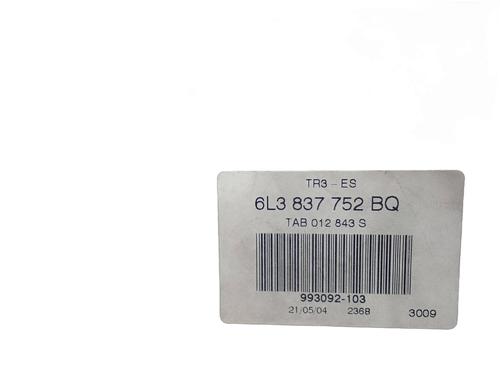 TR3-ES
6L3 837 752 BQ
TAB 012 843 S
993092-103
21/05/04 2368 3009